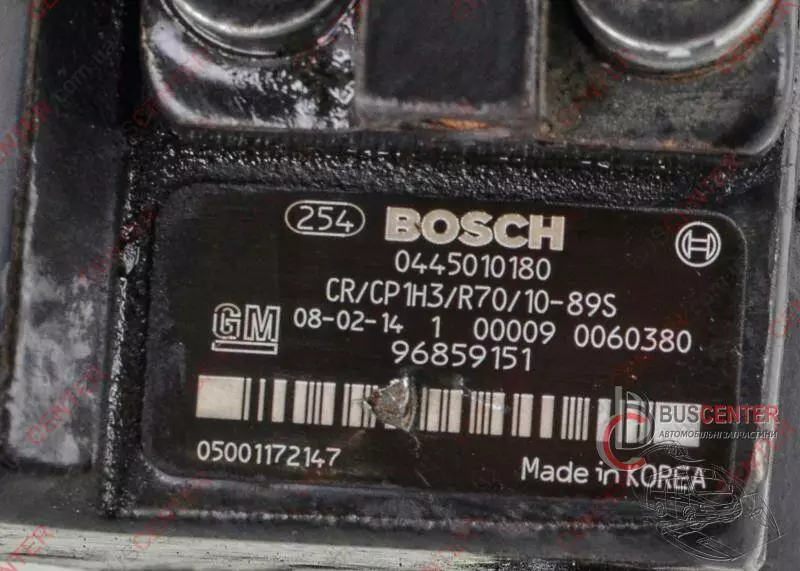 254 BOSCH
0445010180
CR/CP1H3/R70/10-89S
GM 08-02-14 1 00009 0060380
96859151
05001172147
Made in KOREA
BUSCENTER
АВТОМОБІЛЬНІ ЗАПЧАСТИНИ